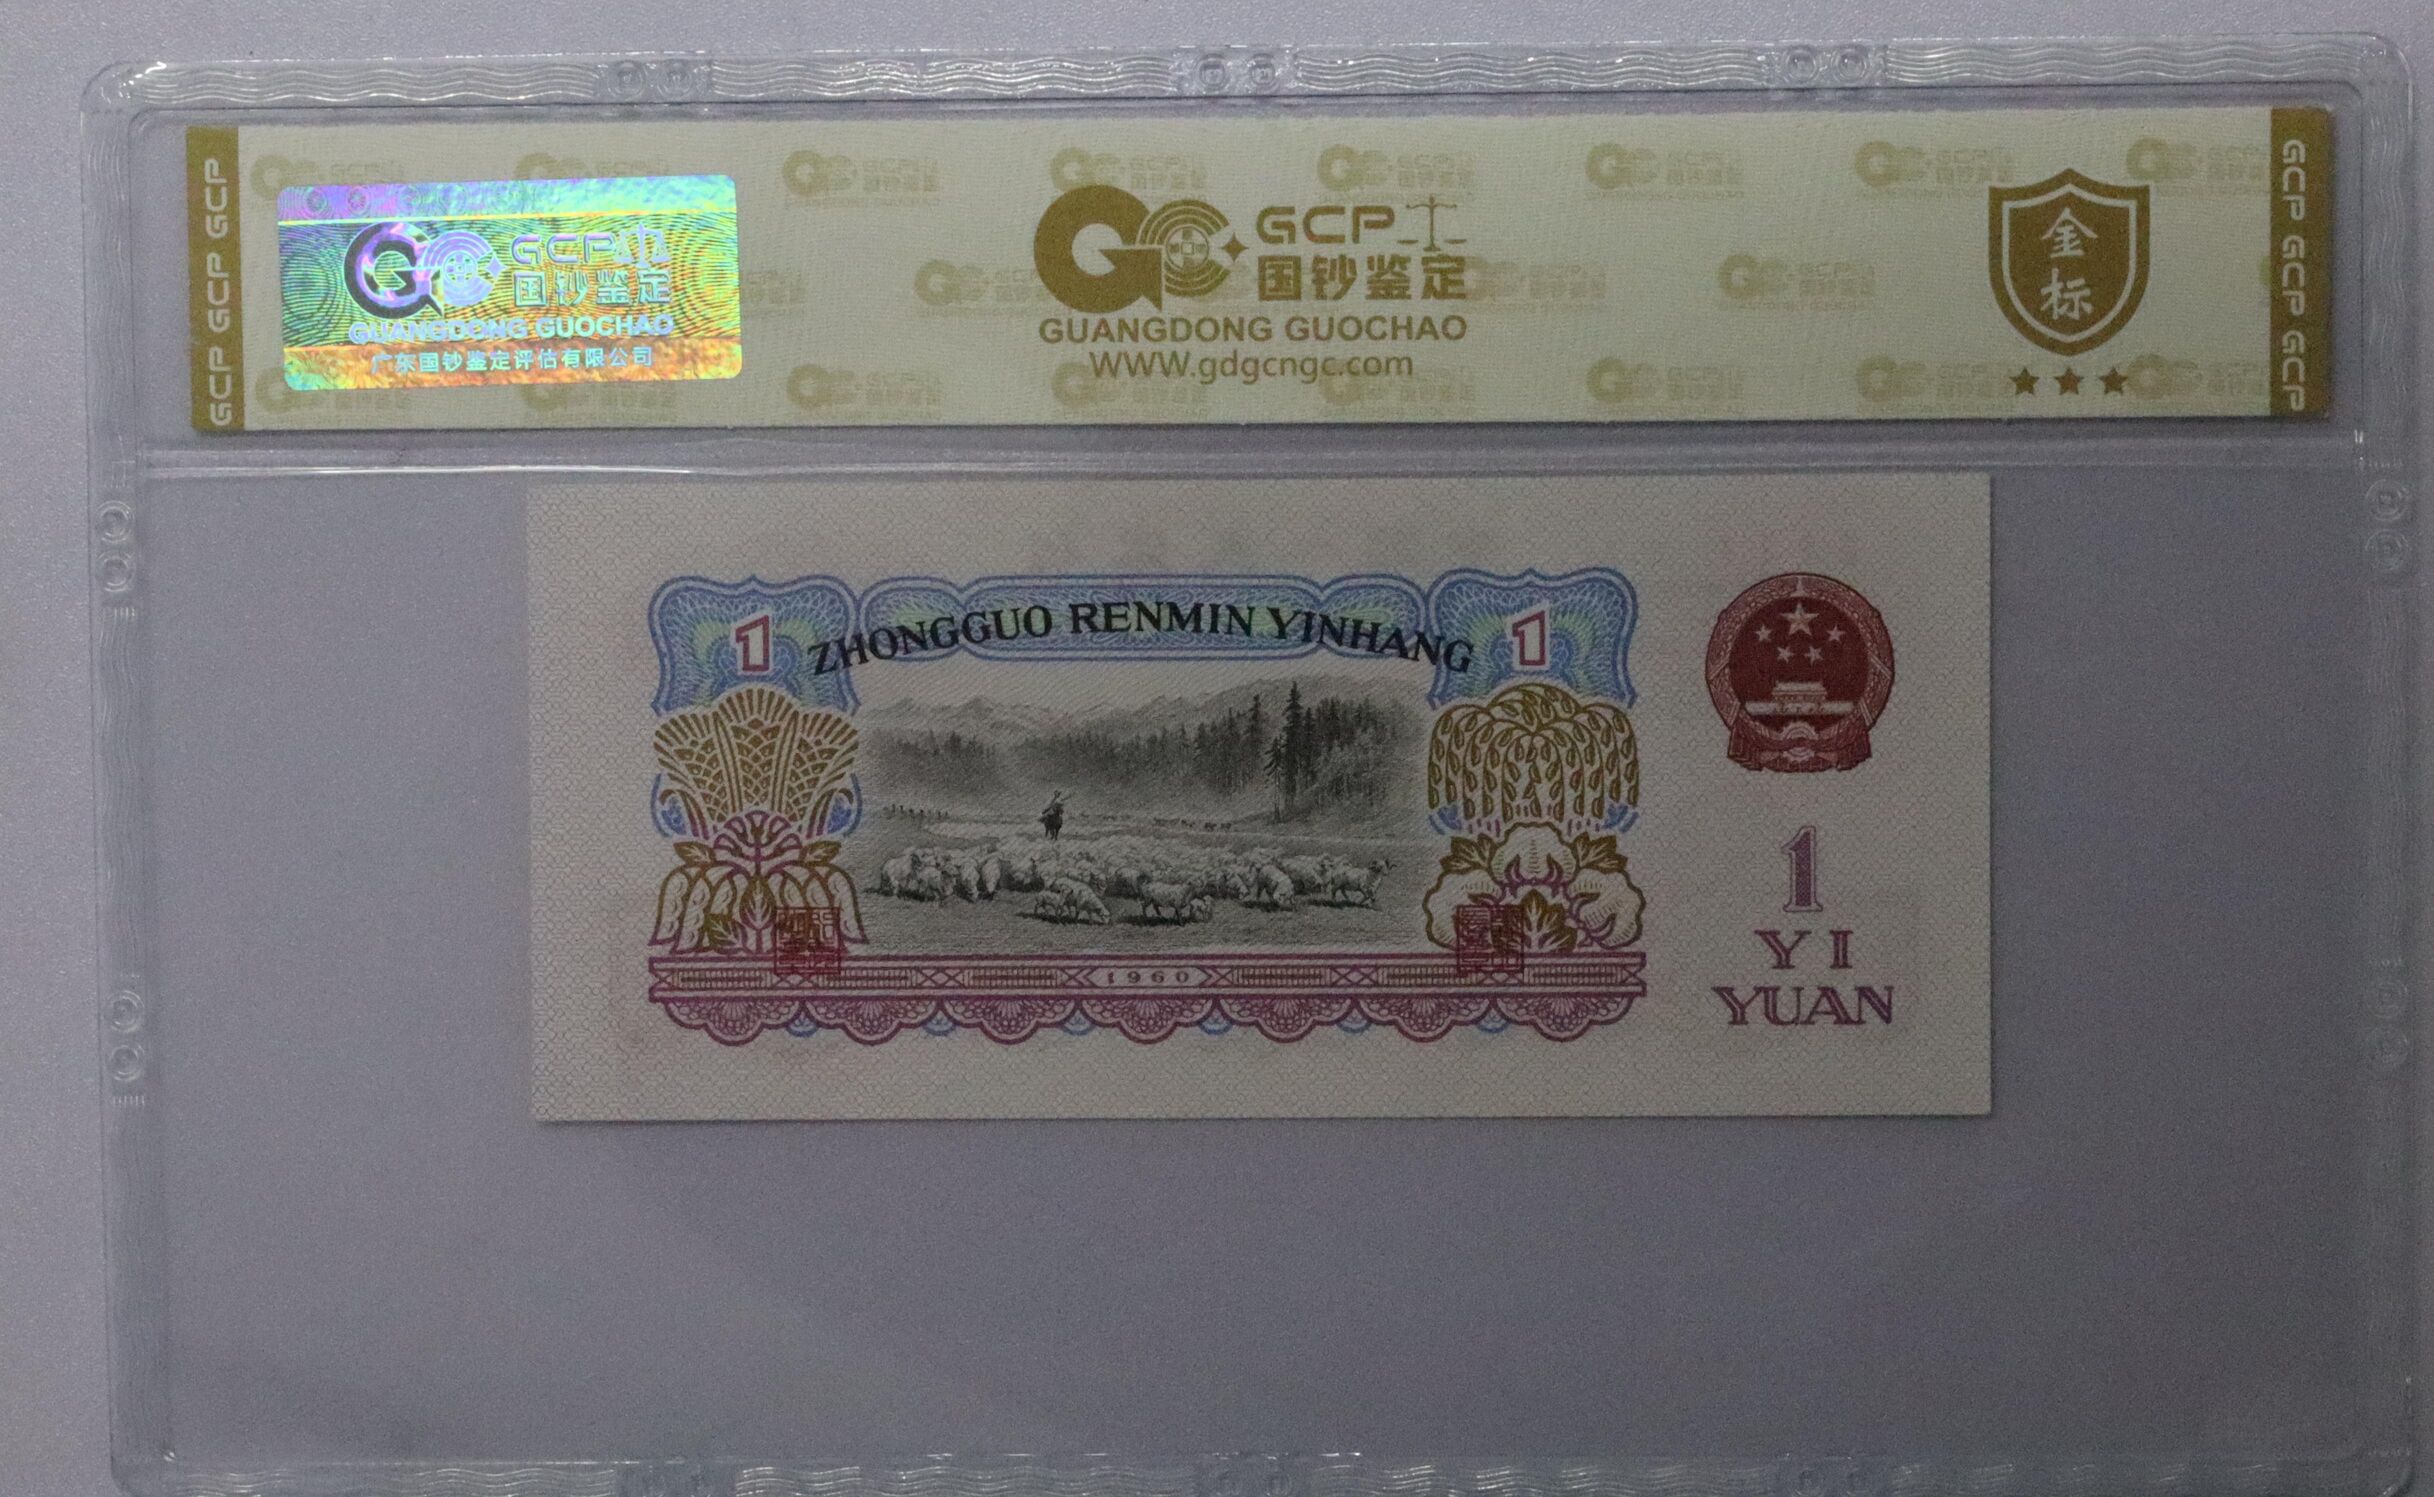 GCP GCP GCP
GCP
国钞鉴定
GUANGDONG GUOCHAO
广东国钞鉴定评估有限公司
GCP
国钞鉴定
GUANGDONG GUOCHAO
WWW.gdgcngc.com
金
标
GCP GCP GCP
1
ZHONGGUO RENMIN YINHANG
1
1960
1
YI
YUAN